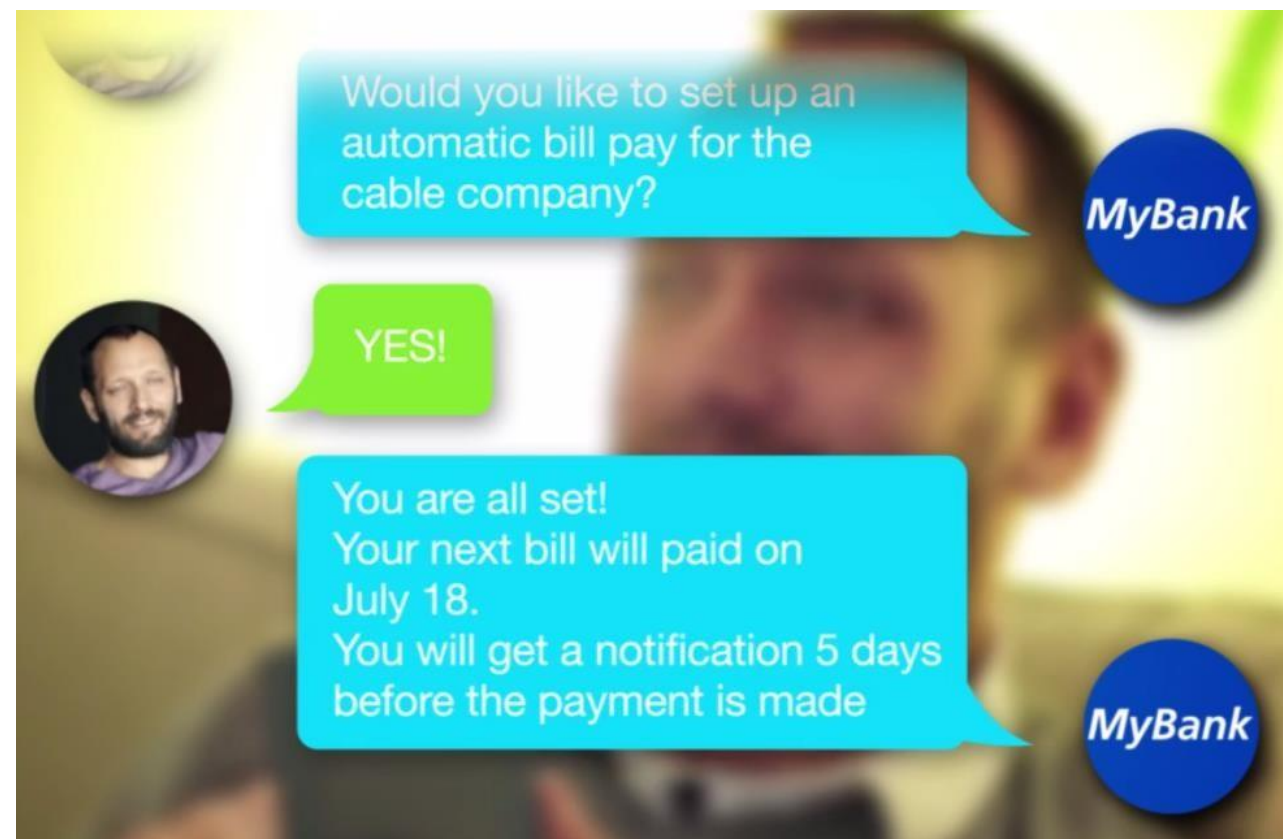 Would you like to set up an
automatic bill pay for the
cable company?
MyBank
YES!
You are all set!
Your next bill will paid on
July 18.
You will get a notification 5 days
before the payment is made
MyBank